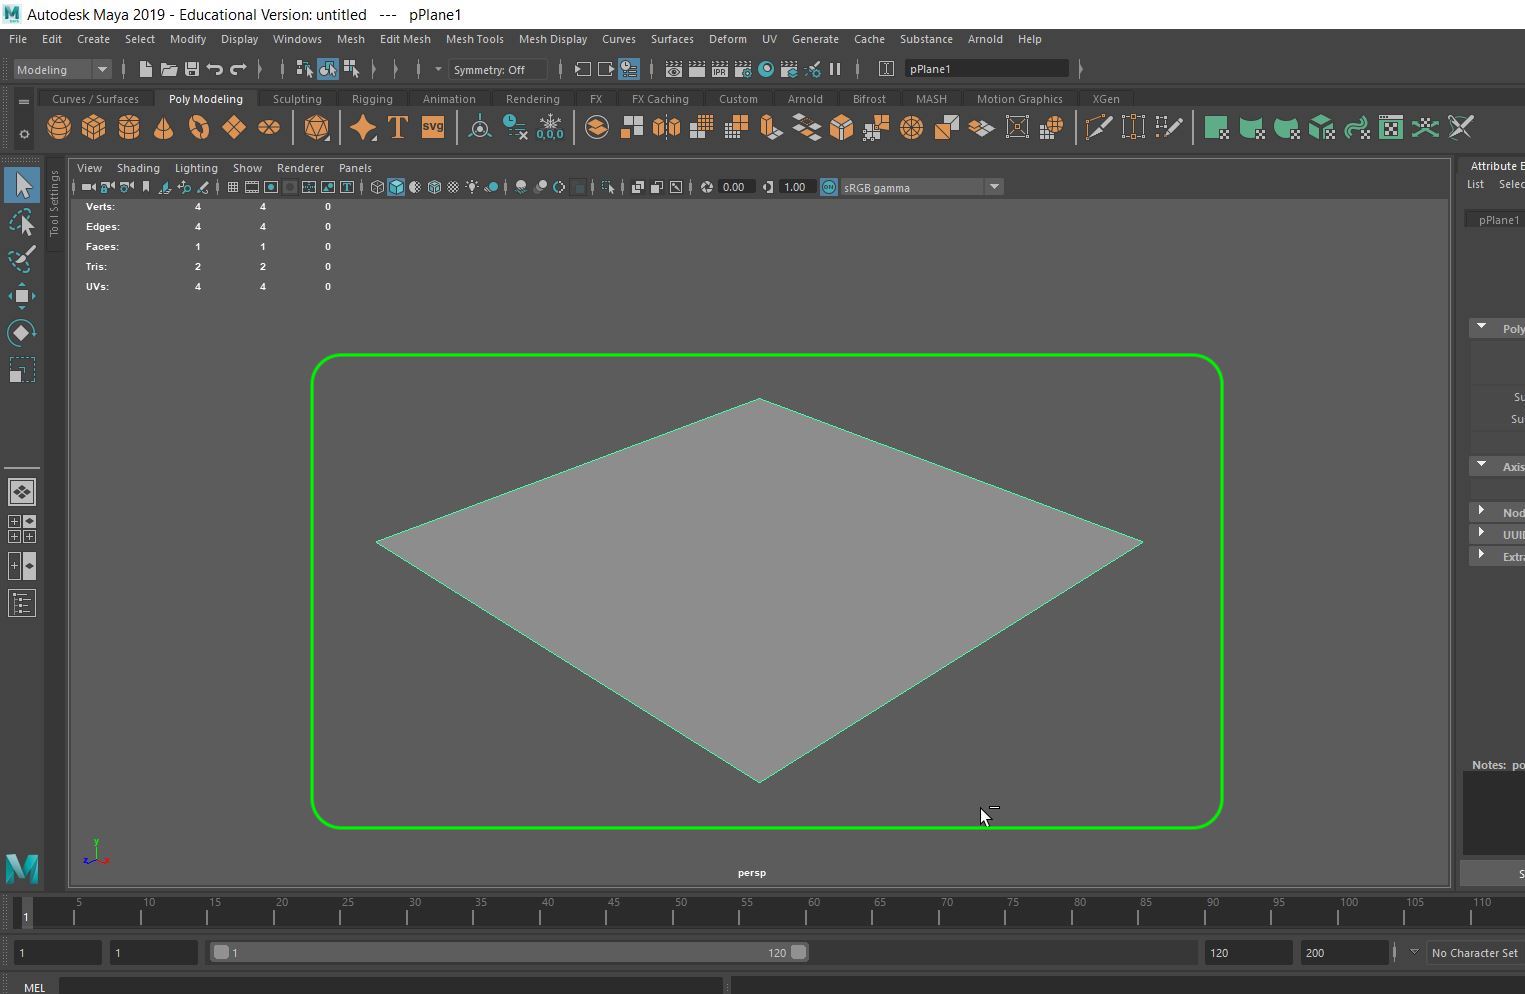 Autodesk Maya 2019 - Educational Version: untitled --- pPlane1
File Edit Create Select Modify Display Windows Mesh Edit Mesh Mesh Tools Mesh Display Curves Surfaces Deform UV Generate Cache Substance Arnold Help
Modeling Symmetry: Off IPR pPlane1
Curves / Surfaces Poly Modeling Sculpting Rigging Animation Rendering FX FX Caching Custom Arnold Bifrost MASH Motion Graphics XGen
T SVG 0,0,0
View Shading Lighting Show Renderer Panels
0.00 1.00 ON sRGB gamma
Tool Settings
Verts: 4 4 0
Edges: 4 4 0
Faces: 1 1 0
Tris: 2 2 0
UVs: 4 4 0
Attribute E
List Selec
pPlane1
Poly
Su
Su
Axis
Nod
UUID
Extra
Notes: po
S
y
z x
persp
1 5 10 15 20 25 30 35 40 45 50 55 60 65 70 75 80 85 90 95 100 105 110
1 1 1 120 120 200 No Character Set
MEL